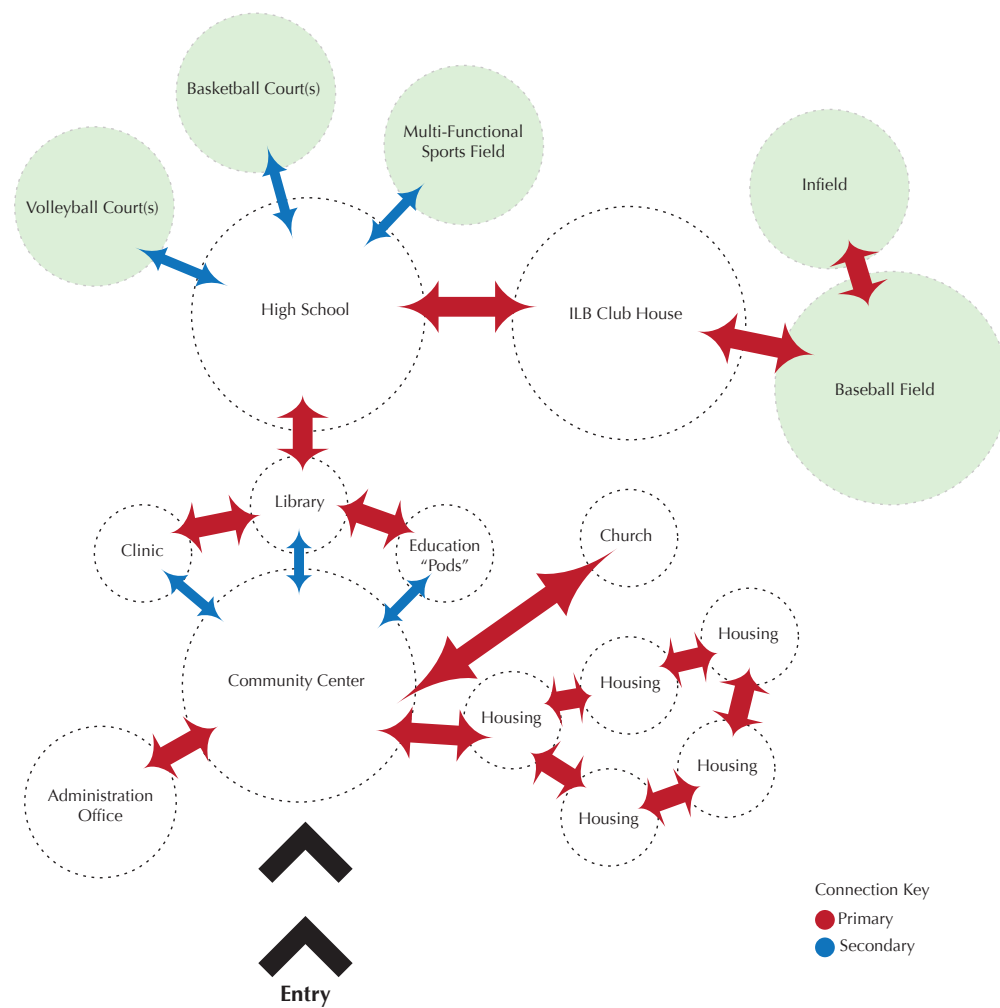 Basketball Court(s)
Multi-Functional
Sports Field
Infield
Volleyball Court(s)
High School
ILB Club House
Baseball Field
Library
Clinic
Education
“Pods”
Church
Housing
Community Center
Housing
Housing
Housing
Administration
Office
Housing
Connection Key
Primary
Secondary
Entry